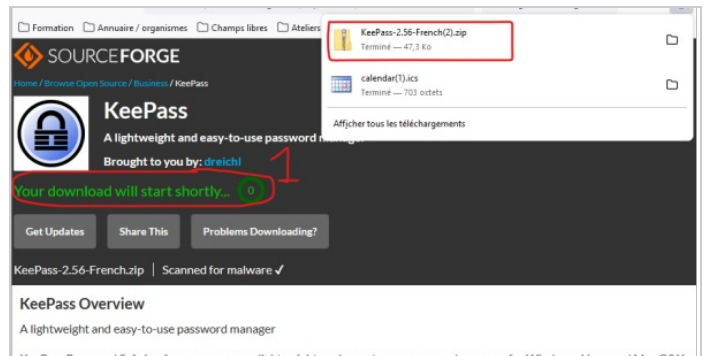 Formation Annuaire / organismes Champs libres Ateliers
KeePass-2.56-French(2).zip
Terminé — 47,3 Ko
calendar(1).ics
Terminé — 703 octets
Afficher tous les téléchargements
SOURCEFORGE
Home / Browse Open Source / Business / KeePass
KeePass
A lightweight and easy-to-use password manager
Brought to you by: dreichl
Your download will start shortly... 0
1
Get Updates Share This Problems Downloading?
KeePass-2.56-French.zip | Scanned for malware ✓
KeePass Overview
A lightweight and easy-to-use password manager